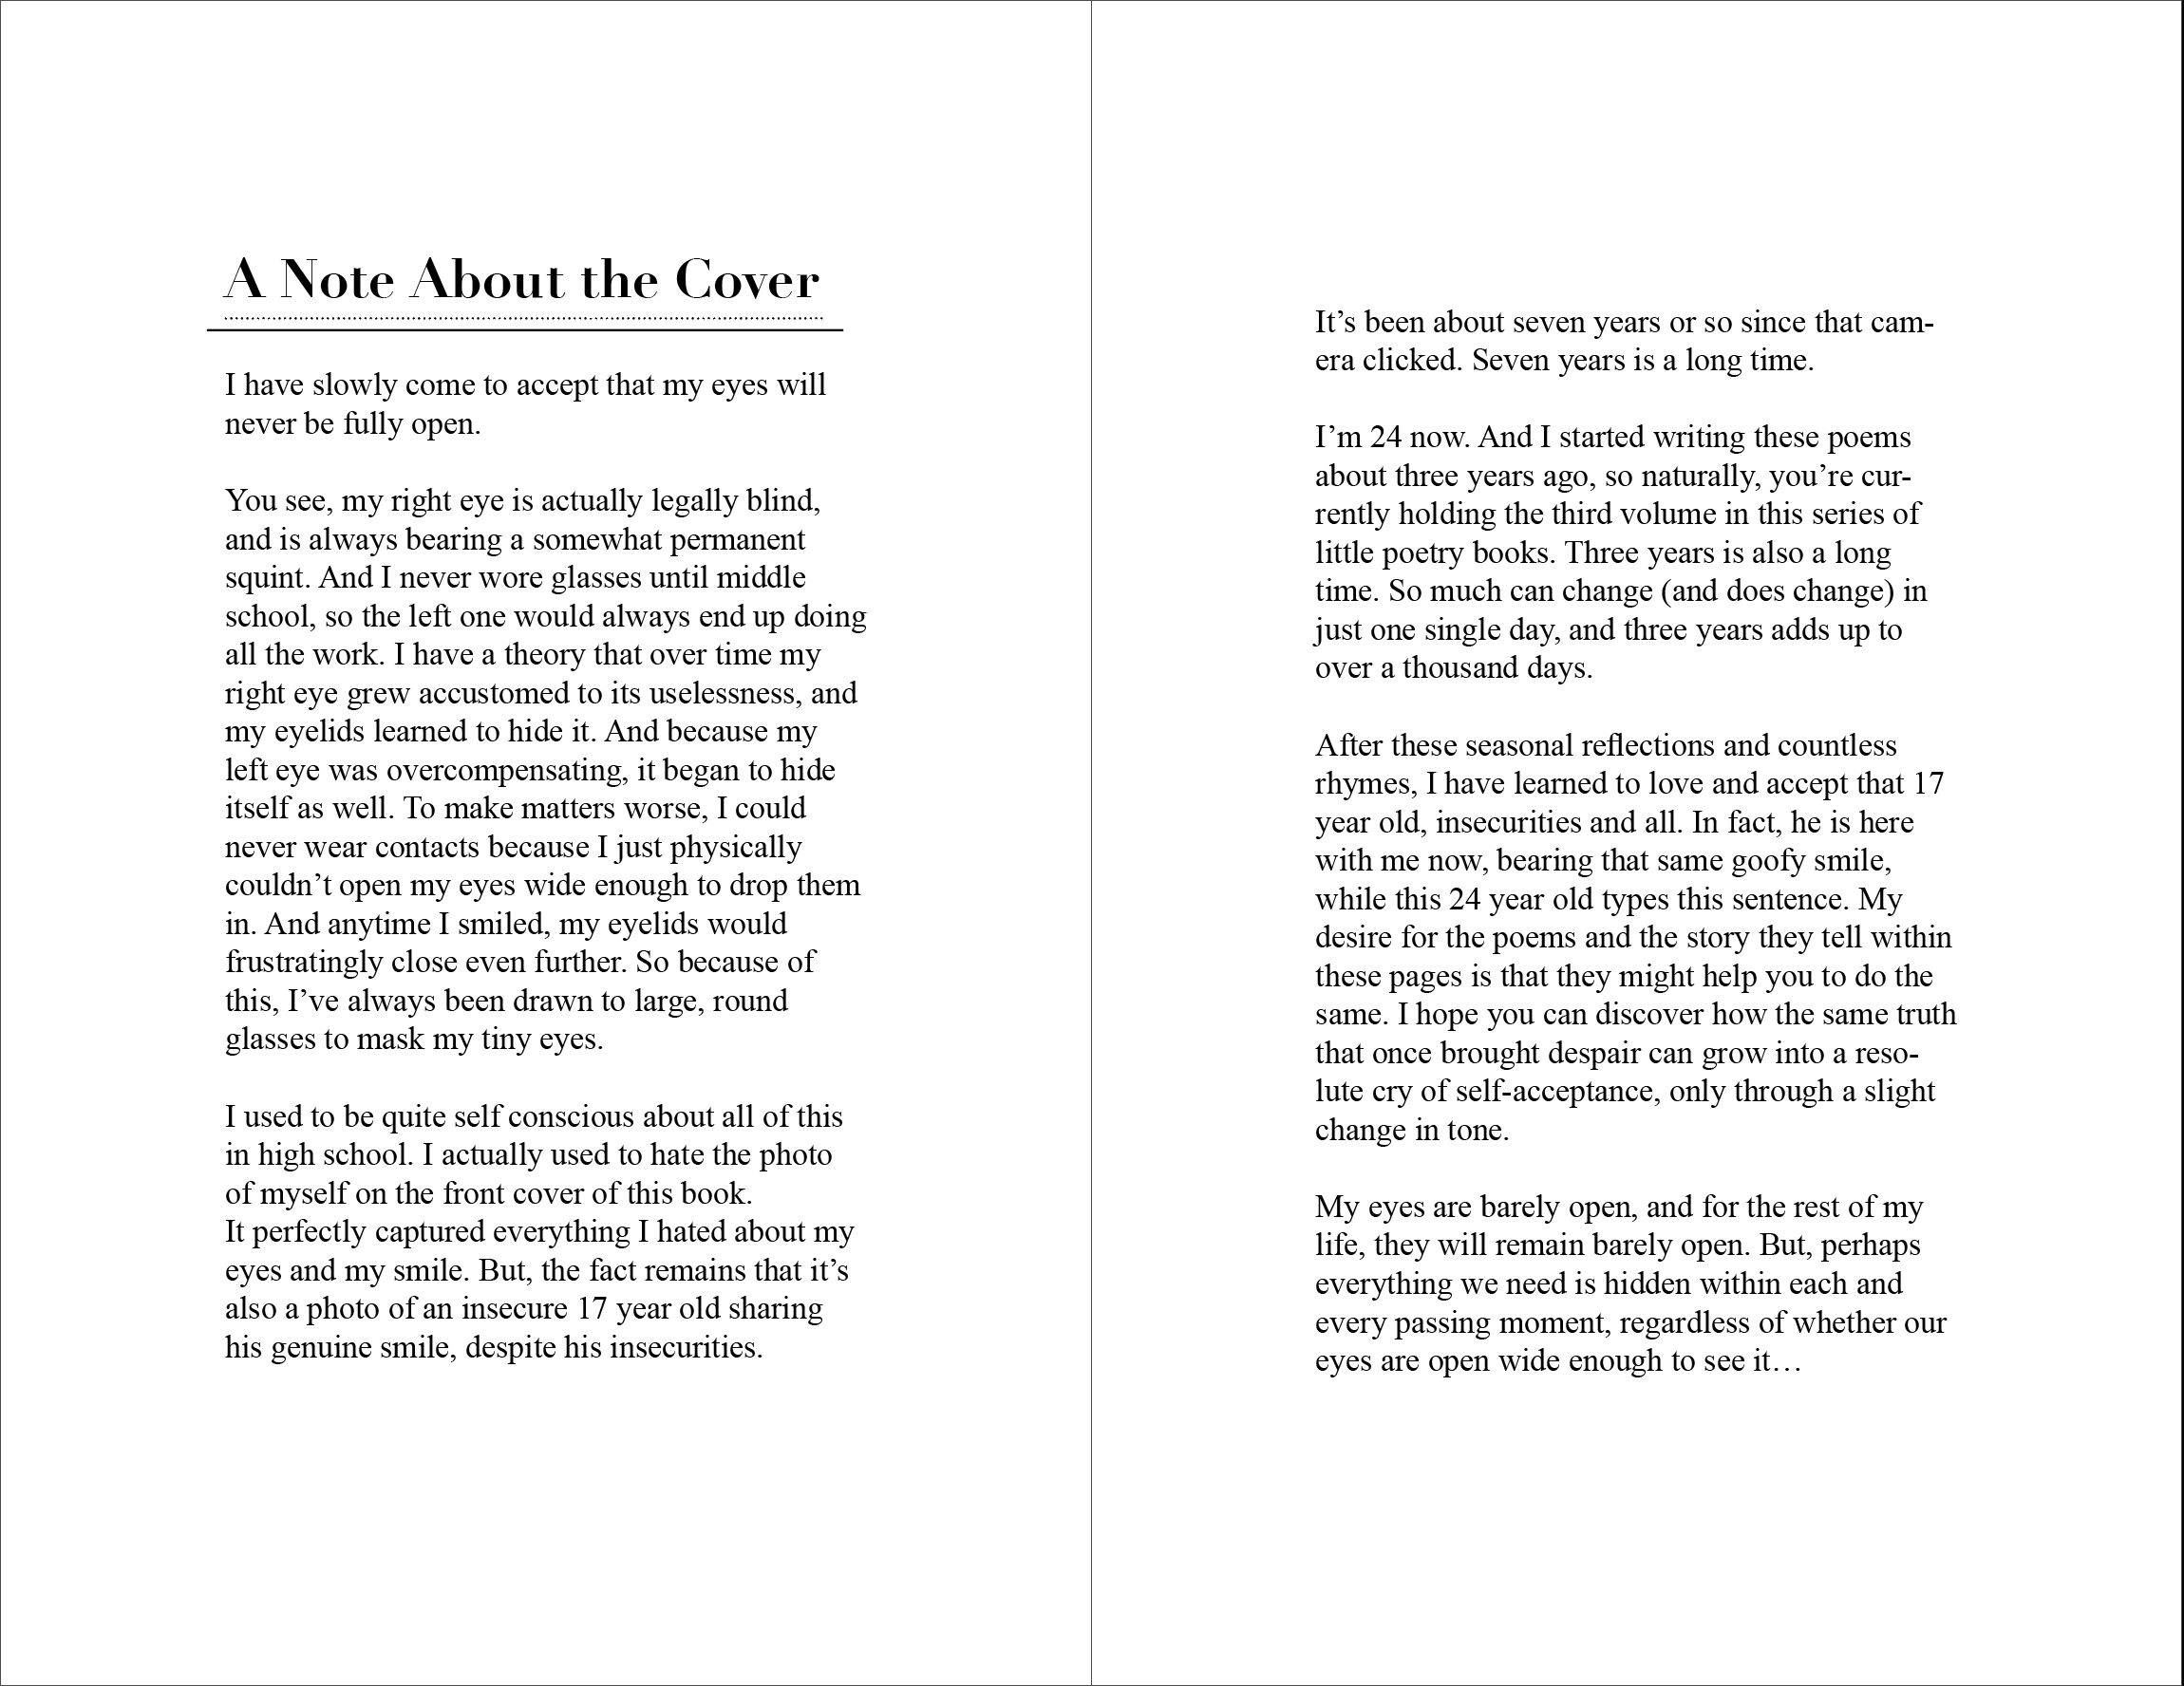 A Note About the Cover
I have slowly come to accept that my eyes will
never be fully open.
You see, my right eye is actually legally blind,
and is always bearing a somewhat permanent
squint. And I never wore glasses until middle
school, so the left one would always end up doing
all the work. I have a theory that over time my
right eye grew accustomed to its uselessness, and
my eyelids learned to hide it. And because my
left eye was overcompensating, it began to hide
itself as well. To make matters worse, I could
never wear contacts because I just physically
couldn’t open my eyes wide enough to drop them
in. And anytime I smiled, my eyelids would
frustratingly close even further. So because of
this, I’ve always been drawn to large, round
glasses to mask my tiny eyes.
I used to be quite self conscious about all of this
in high school. I actually used to hate the photo
of myself on the front cover of this book.
It perfectly captured everything I hated about my
eyes and my smile. But, the fact remains that it’s
also a photo of an insecure 17 year old sharing
his genuine smile, despite his insecurities.
It’s been about seven years or so since that cam-
era clicked. Seven years is a long time.
I’m 24 now. And I started writing these poems
about three years ago, so naturally, you’re cur-
rently holding the third volume in this series of
little poetry books. Three years is also a long
time. So much can change (and does change) in
just one single day, and three years adds up to
over a thousand days.
After these seasonal reflections and countless
rhymes, I have learned to love and accept that 17
year old, insecurities and all. In fact, he is here
with me now, bearing that same goofy smile,
while this 24 year old types this sentence. My
desire for the poems and the story they tell within
these pages is that they might help you to do the
same. I hope you can discover how the same truth
that once brought despair can grow into a reso-
lute cry of self-acceptance, only through a slight
change in tone.
My eyes are barely open, and for the rest of my
life, they will remain barely open. But, perhaps
everything we need is hidden within each and
every passing moment, regardless of whether our
eyes are open wide enough to see it…